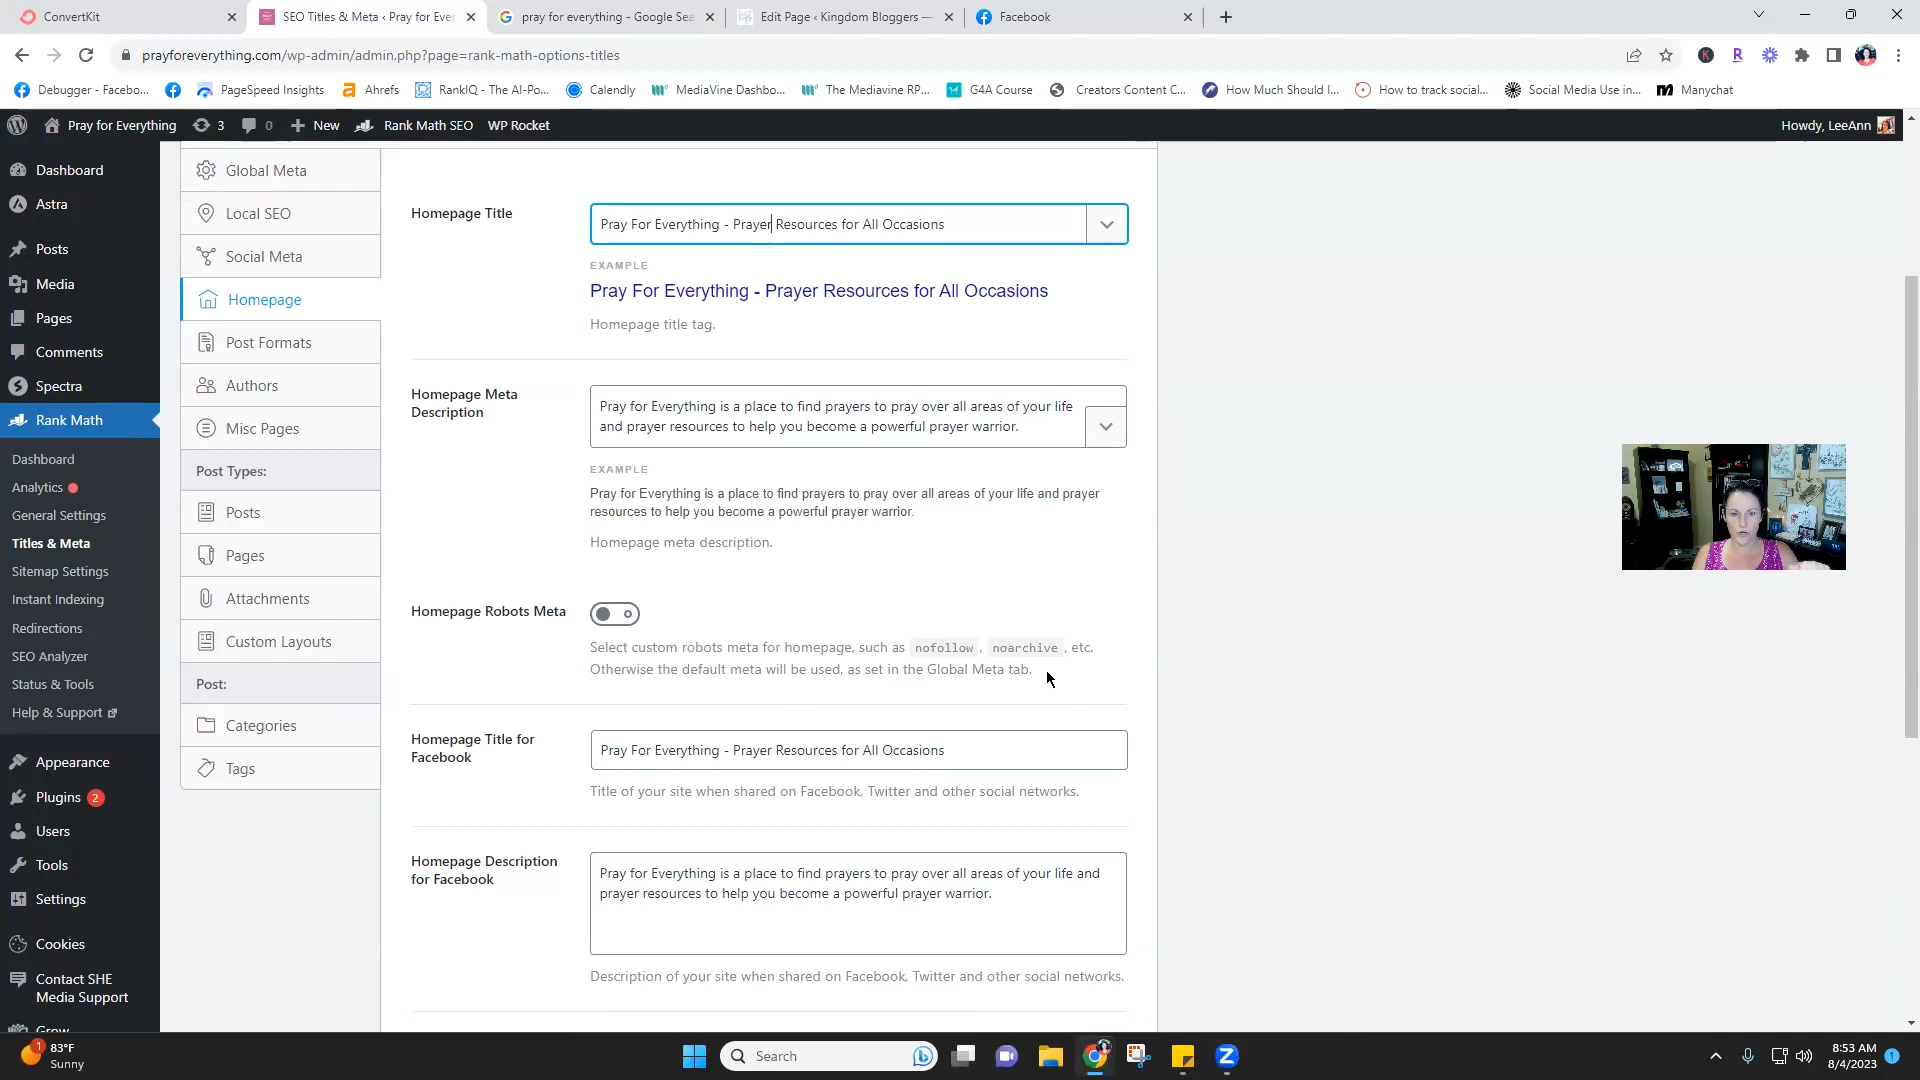 ConvertKit
SEO Titles & Meta ‹ Pray for Ever
pray for everything - Google Sea
Edit Page ‹ Kingdom Bloggers —
Facebook
prayforeverything.com/wp-admin/admin.php?page=rank-math-options-titles
Debugger - Facebo...
PageSpeed Insights
Ahrefs
RankIQ - The AI-Po...
Calendly
MediaVine Dashbo...
The Mediavine RP...
G4A Course
Creators Content C...
How Much Should I...
How to track social...
Social Media Use in...
Manychat
Pray for Everything
3
0
New
Rank Math SEO
WP Rocket
Howdy, LeeAnn
Dashboard
Astra
Posts
Media
Pages
Comments
Spectra
Rank Math
Dashboard
Analytics
General Settings
Titles & Meta
Sitemap Settings
Instant Indexing
Redirections
SEO Analyzer
Status & Tools
Help & Support
Appearance
Plugins 2
Users
Tools
Settings
Cookies
Contact SHE
Media Support
Grow
Global Meta
Local SEO
Social Meta
Homepage
Post Formats
Authors
Misc Pages
Post Types:
Posts
Pages
Attachments
Custom Layouts
Post:
Categories
Tags
Homepage Title
Pray For Everything - Prayer Resources for All Occasions
EXAMPLE
Pray For Everything - Prayer Resources for All Occasions
Homepage title tag.
Homepage Meta
Description
Pray for Everything is a place to find prayers to pray over all areas of your life
and prayer resources to help you become a powerful prayer warrior.
EXAMPLE
Pray for Everything is a place to find prayers to pray over all areas of your life and prayer
resources to help you become a powerful prayer warrior.
Homepage meta description.
Homepage Robots Meta
Select custom robots meta for homepage, such as nofollow, noarchive, etc.
Otherwise the default meta will be used, as set in the Global Meta tab.
Homepage Title for
Facebook
Pray For Everything - Prayer Resources for All Occasions
Title of your site when shared on Facebook, Twitter and other social networks.
Homepage Description
for Facebook
Pray for Everything is a place to find prayers to pray over all areas of your life and
prayer resources to help you become a powerful prayer warrior.
Description of your site when shared on Facebook, Twitter and other social networks.
1
83°F
Sunny
Search
8:53 AM
8/4/2023
1